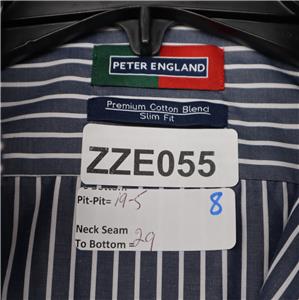 PETER ENGLAND
Premium Cotton Blend
Slim Fit
ZZE055
Pit-Pit= 19-5
8
Neck Seam
To Bottom = 29